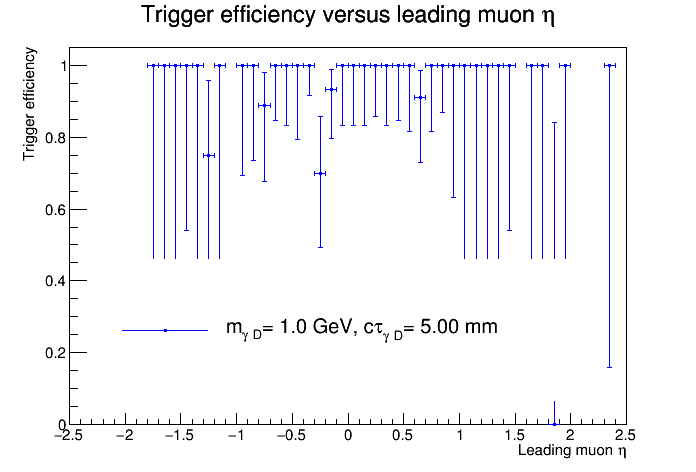 Trigger efficiency versus leading muon η
Trigger efficiency
1
0.8
0.6
0.4
0.2
0
−2.5 −2 −1.5 −1 −0.5 0 0.5 1 1.5 2 2.5
Leading muon η
m_γ D= 1.0 GeV, cτ_γ D= 5.00 mm